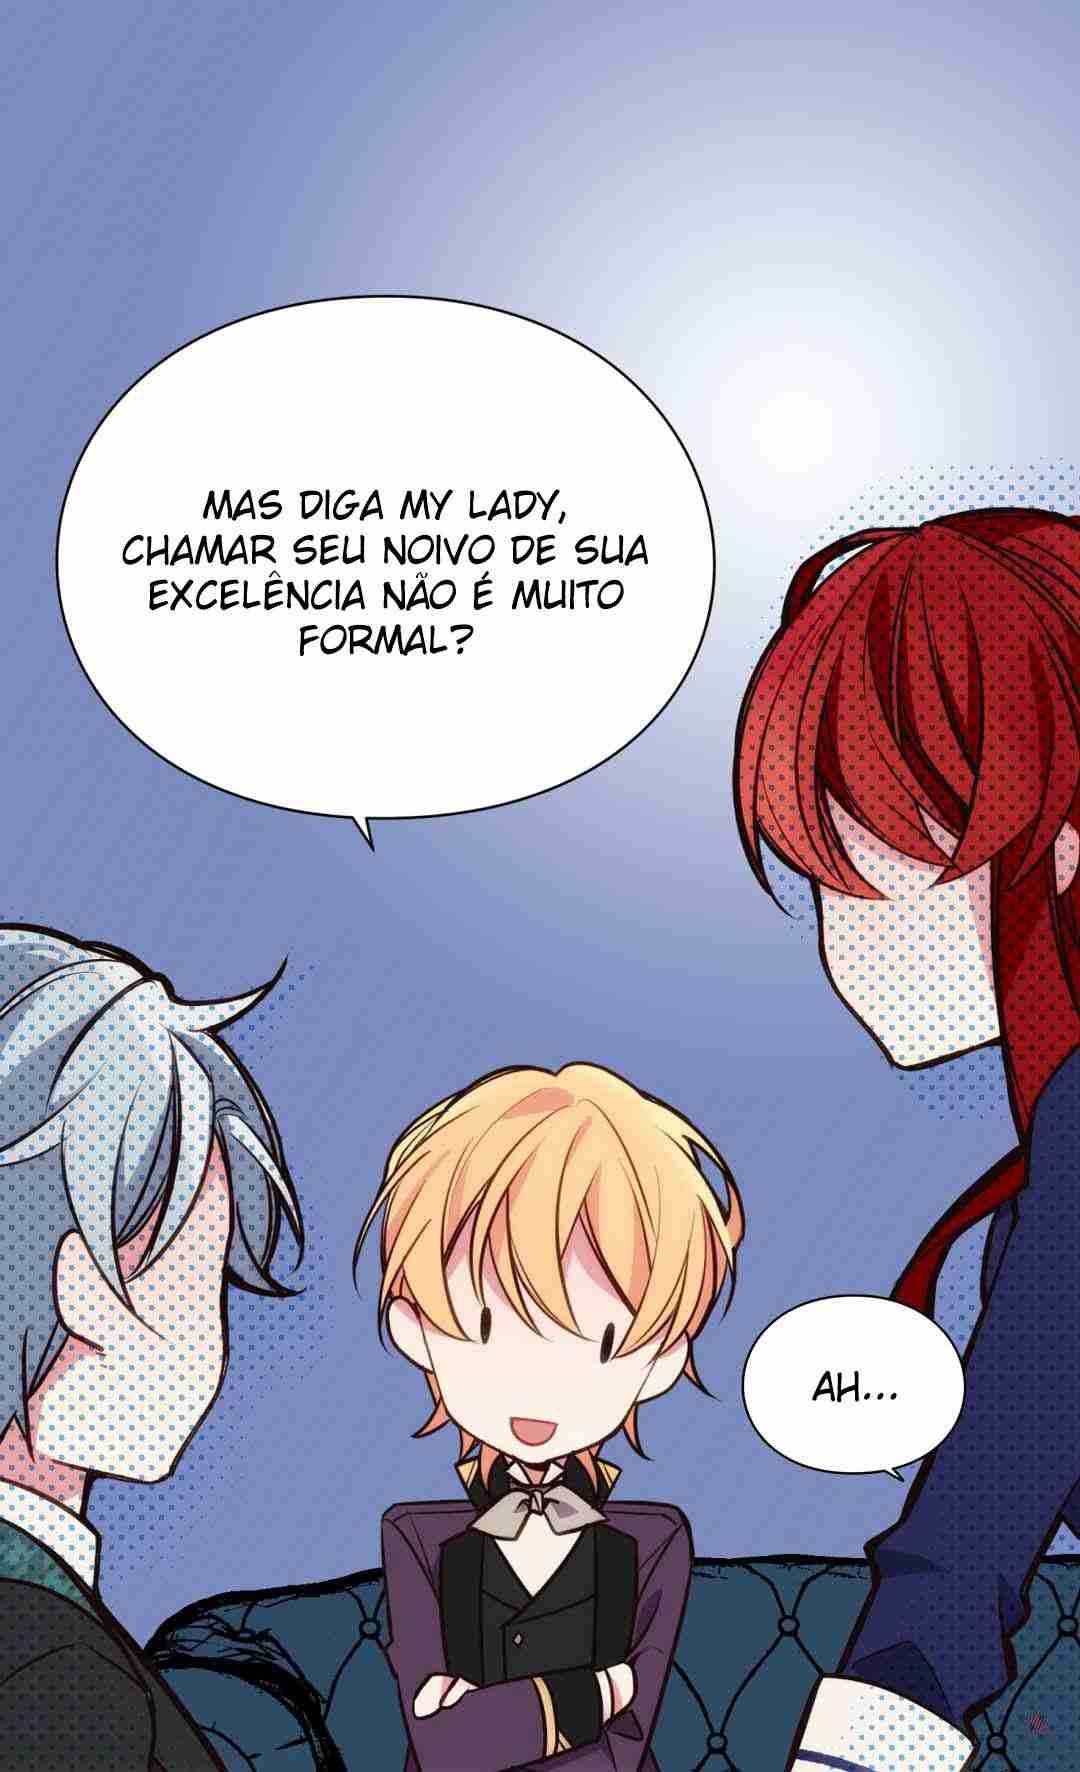 MAS DIGA MY LADY,
CHAMAR SEU NOIVO DE SUA
EXCELÊNCIA NÃO É MUITO
FORMAL?
AH...